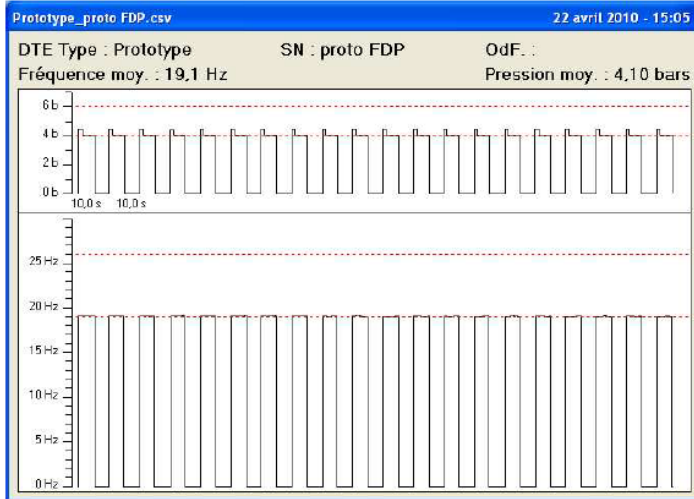 Prototype_proto FDP.csv 22 avril 2010 - 15:05
DTE Type : Prototype SN : proto FDP OdF. :
Fréquence moy. : 19,1 Hz Pression moy. : 4,10 bars
6 b
4 b
2 b
0 b
10,0 s 10,0 s
25 Hz
20 Hz
15 Hz
10 Hz
5 Hz
0 Hz